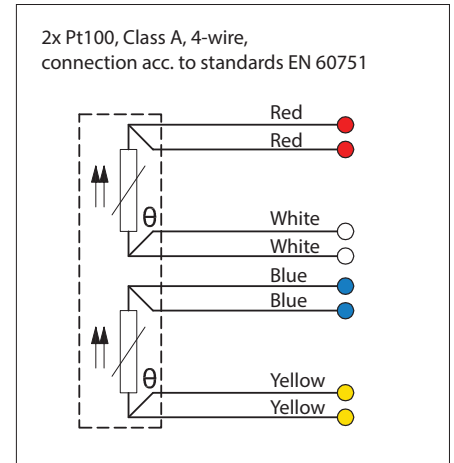 2x Pt100, Class A, 4-wire,
connection acc. to standards EN 60751
Red
Red
θ
White
White
Blue
Blue
θ
Yellow
Yellow